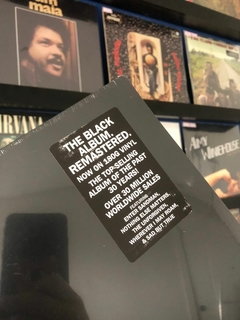 tim
maia
NIRVANA
AMY
WINEHOUSE
THE BLACK
ALBUM
REMASTERED.
NOW ON 180G VINYL
THE TOP-SELLING
ALBUM OF THE PAST
30 YEARS!
OVER 30 MILLION
WORLDWIDE SALES
FEATURING
ENTER SANDMAN,
NOTHING ELSE MATTERS,
THE UNFORGIVEN,
WHEREVER I MAY ROAM,
& SAD BUT TRUE